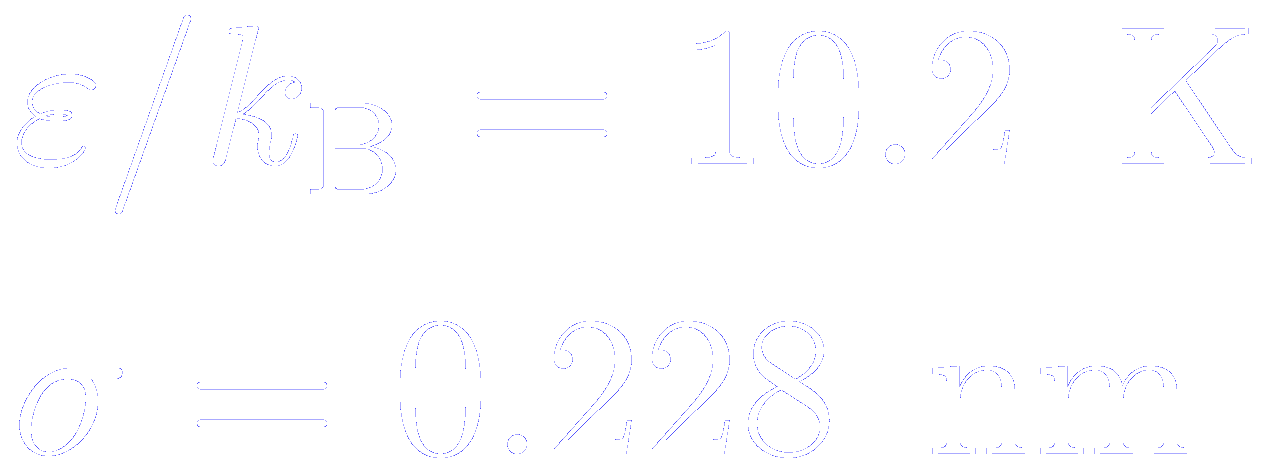 ε/k_B = 10.2 K
σ = 0.228 nm